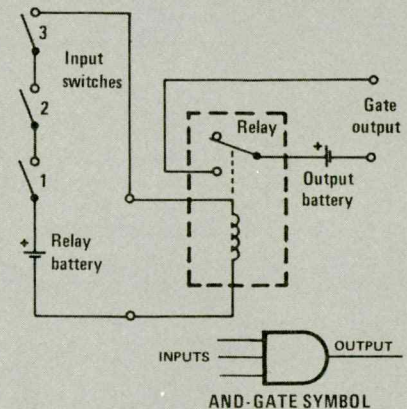 3
Input
switches
2
1
+
Relay
battery
Relay
Gate
output
+
Output
battery
INPUTS
OUTPUT
AND-GATE SYMBOL